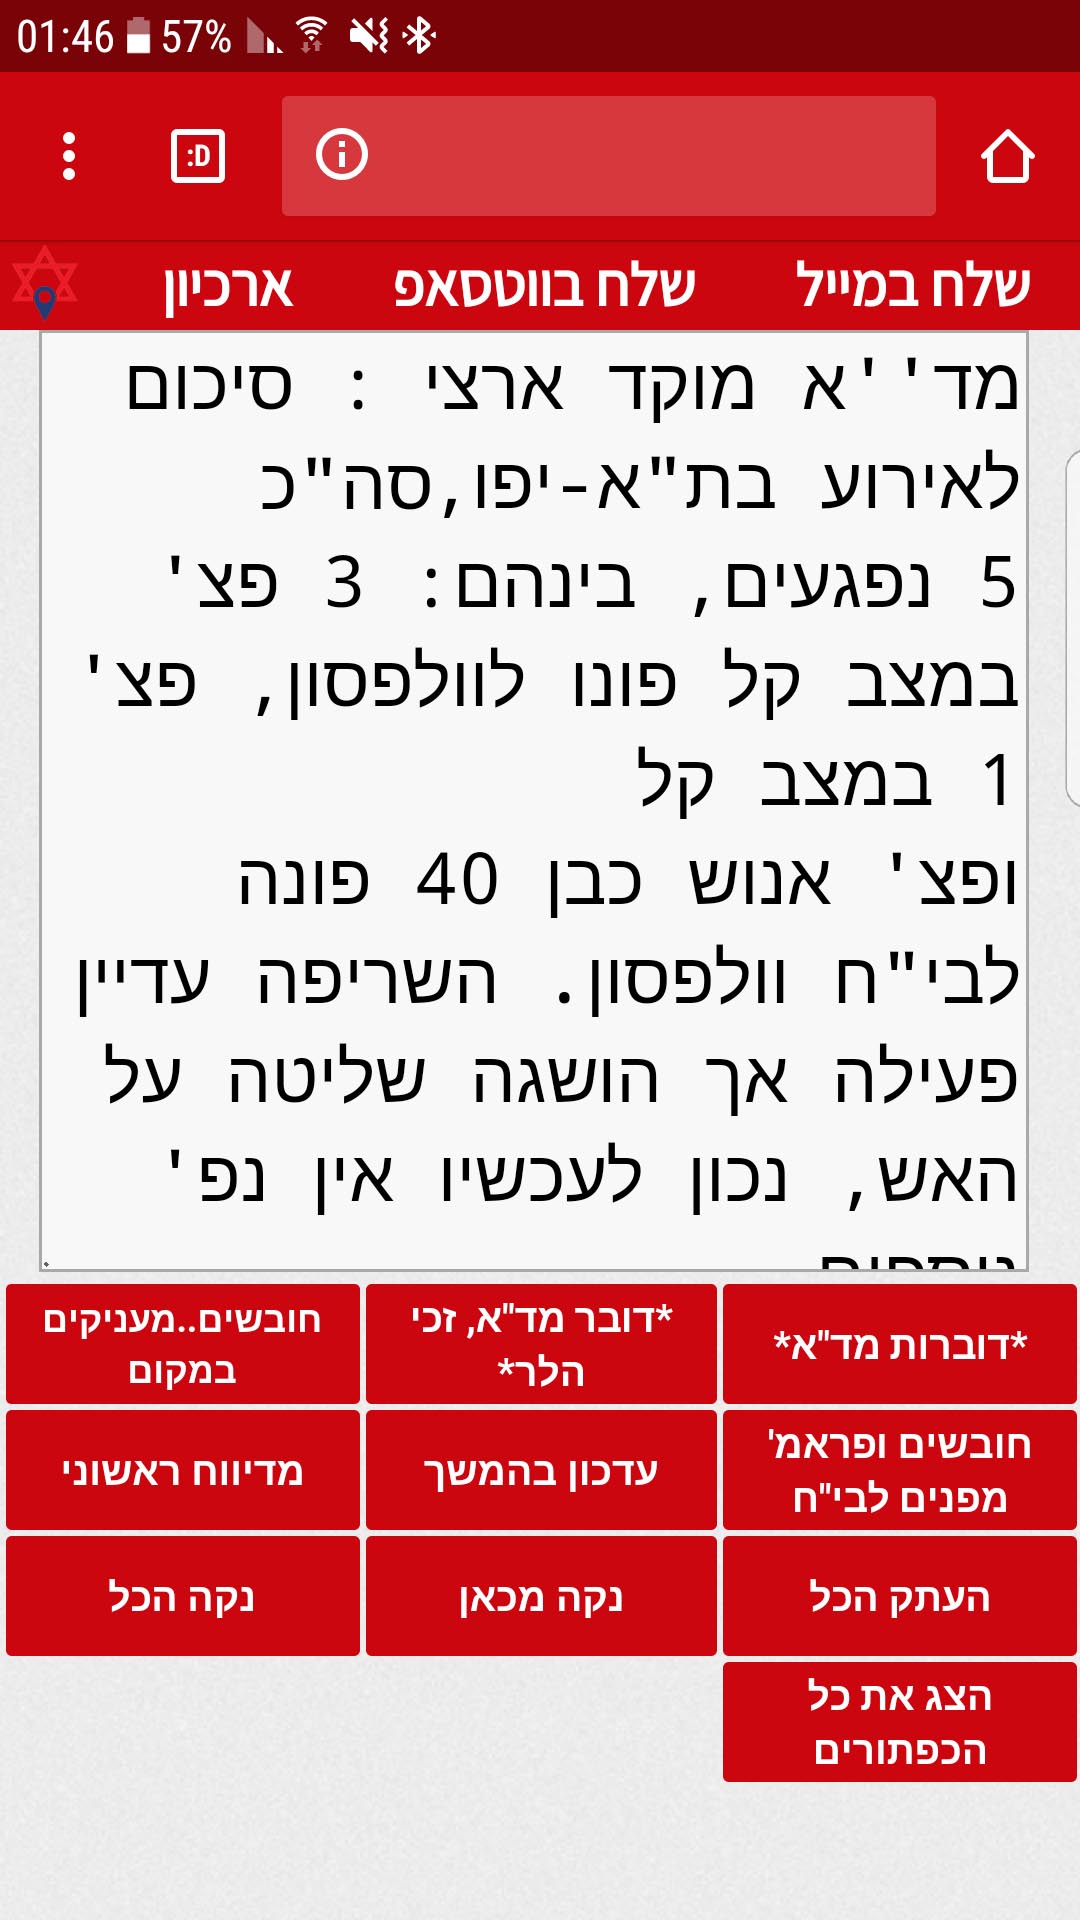 01:46 57%
:D
שלח במייל שלח בווטסאפ ארכיון
מד''א מוקד ארצי : סיכום
לאירוע בת"א-יפו,סה"כ
5 נפגעים, בינהם: 3 פצ'
במצב קל פונו לוולפסון, פצ'
1 במצב קל
ופצ' אנוש כבן 40 פונה
לבי"ח וולפסון. השריפה עדיין
פעילה אך הושגה שליטה על
האש, נכון לעכשיו אין נפ'
*דוברות מד"א* *דובר מד"א, זכי הלר* חובשים..מעניקים במקום
חובשים ופראמ' מפנים לבי"ח עדכון בהמשך מדיווח ראשוני
העתק הכל נקה מכאן נקה הכל
הצג את כל
הכפתורים